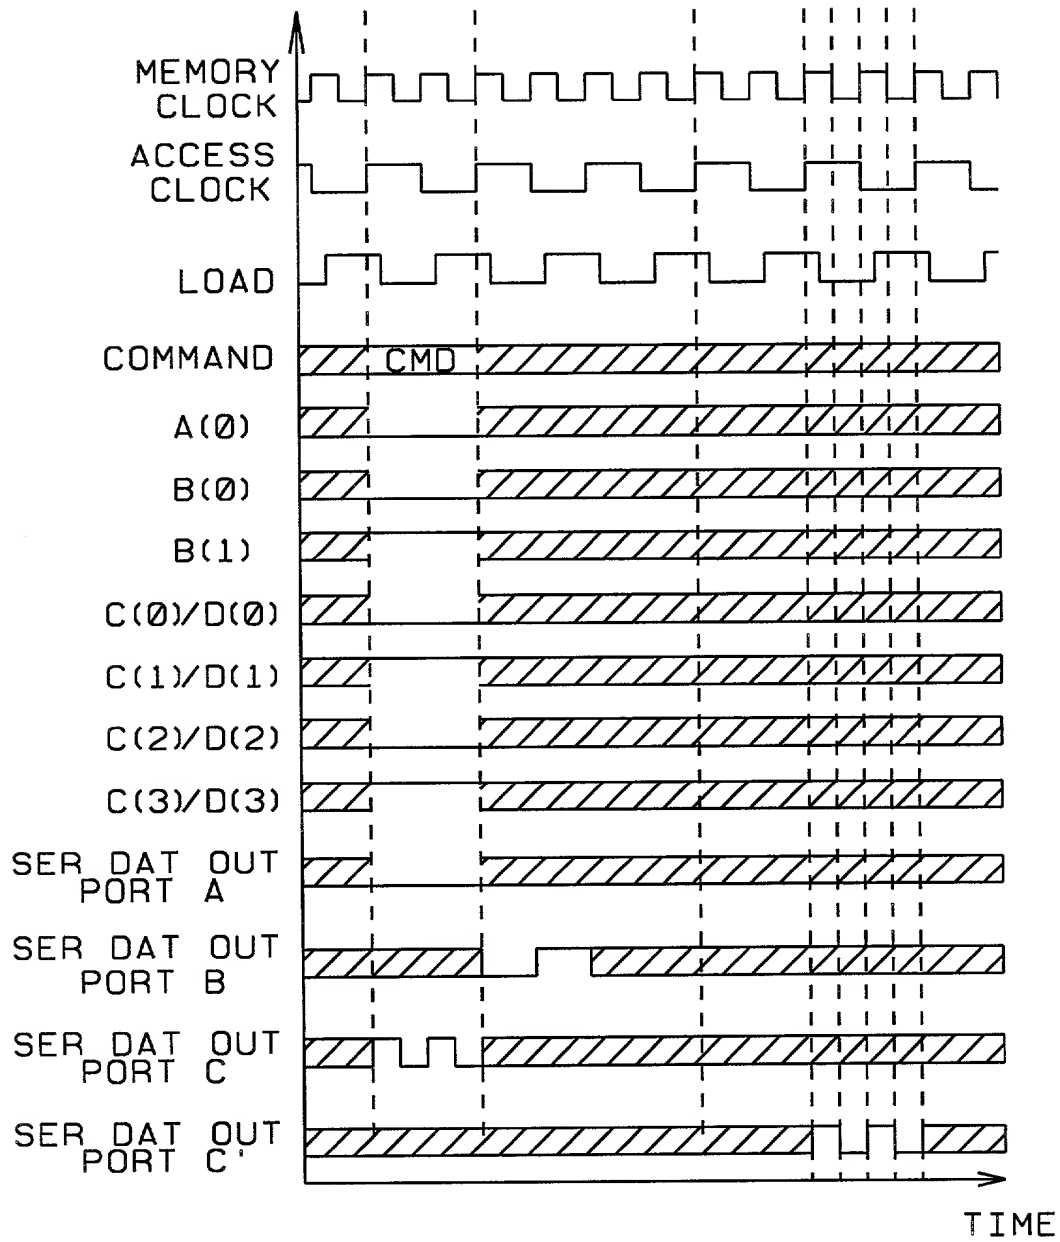 MEMORY
CLOCK
ACCESS
CLOCK
LOAD
COMMAND
CMD
A(0)
B(0)
B(1)
C(0)/D(0)
C(1)/D(1)
C(2)/D(2)
C(3)/D(3)
SER DAT OUT
PORT A
SER DAT OUT
PORT B
SER DAT OUT
PORT C
SER DAT OUT
PORT C'
TIME